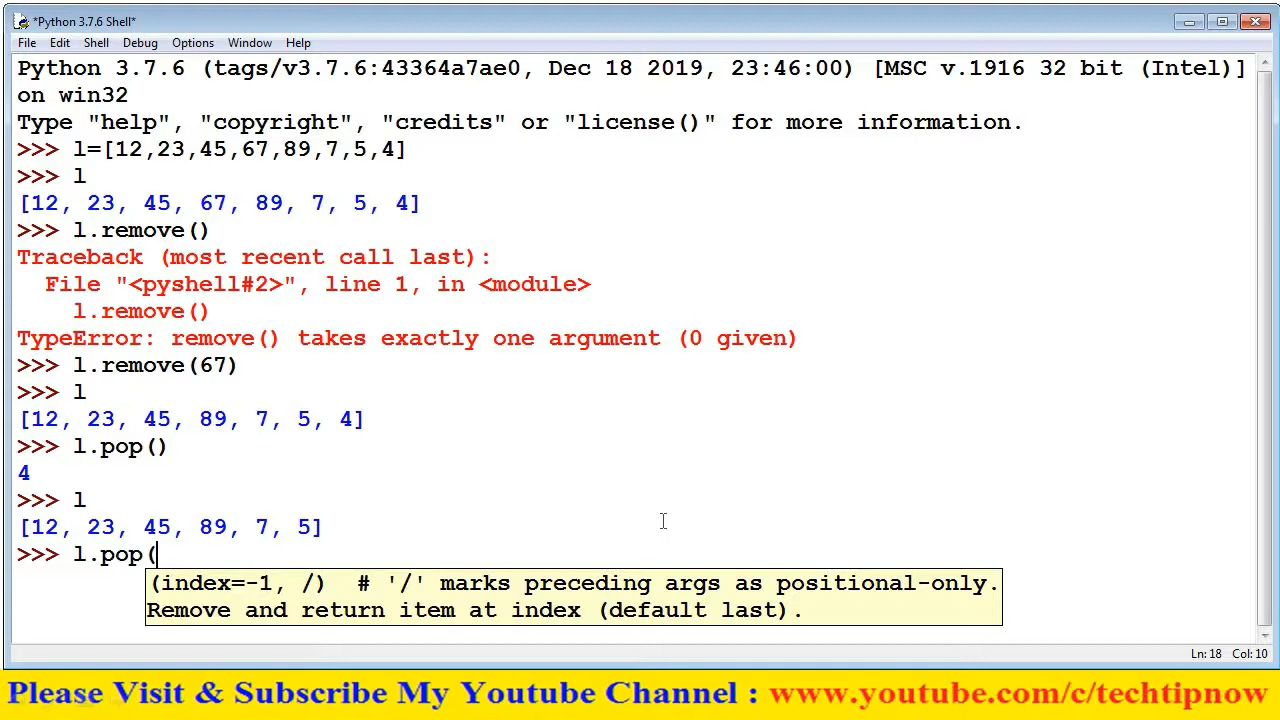 *Python 3.7.6 Shell*
File Edit Shell Debug Options Window Help
Python 3.7.6 (tags/v3.7.6:43364a7ae0, Dec 18 2019, 23:46:00) [MSC v.1916 32 bit (Intel)]
on win32
Type "help", "copyright", "credits" or "license()" for more information.
>>> l=[12,23,45,67,89,7,5,4]
>>> l
[12, 23, 45, 67, 89, 7, 5, 4]
>>> l.remove()
Traceback (most recent call last):
  File "<pyshell#2>", line 1, in <module>
    l.remove()
TypeError: remove() takes exactly one argument (0 given)
>>> l.remove(67)
>>> l
[12, 23, 45, 89, 7, 5, 4]
>>> l.pop()
4
>>> l
[12, 23, 45, 89, 7, 5]
>>> l.pop(
(index=-1, /)  # '/' marks preceding args as positional-only.
Remove and return item at index (default last).
Ln: 18 Col: 10
Please Visit & Subscribe My Youtube Channel : www.youtube.com/c/techtipnow